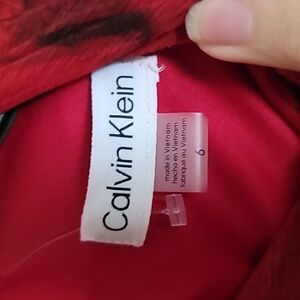 Calvin Klein
made in Vietnam
hecho en Vietnam
fabriqué au Vietnam
6